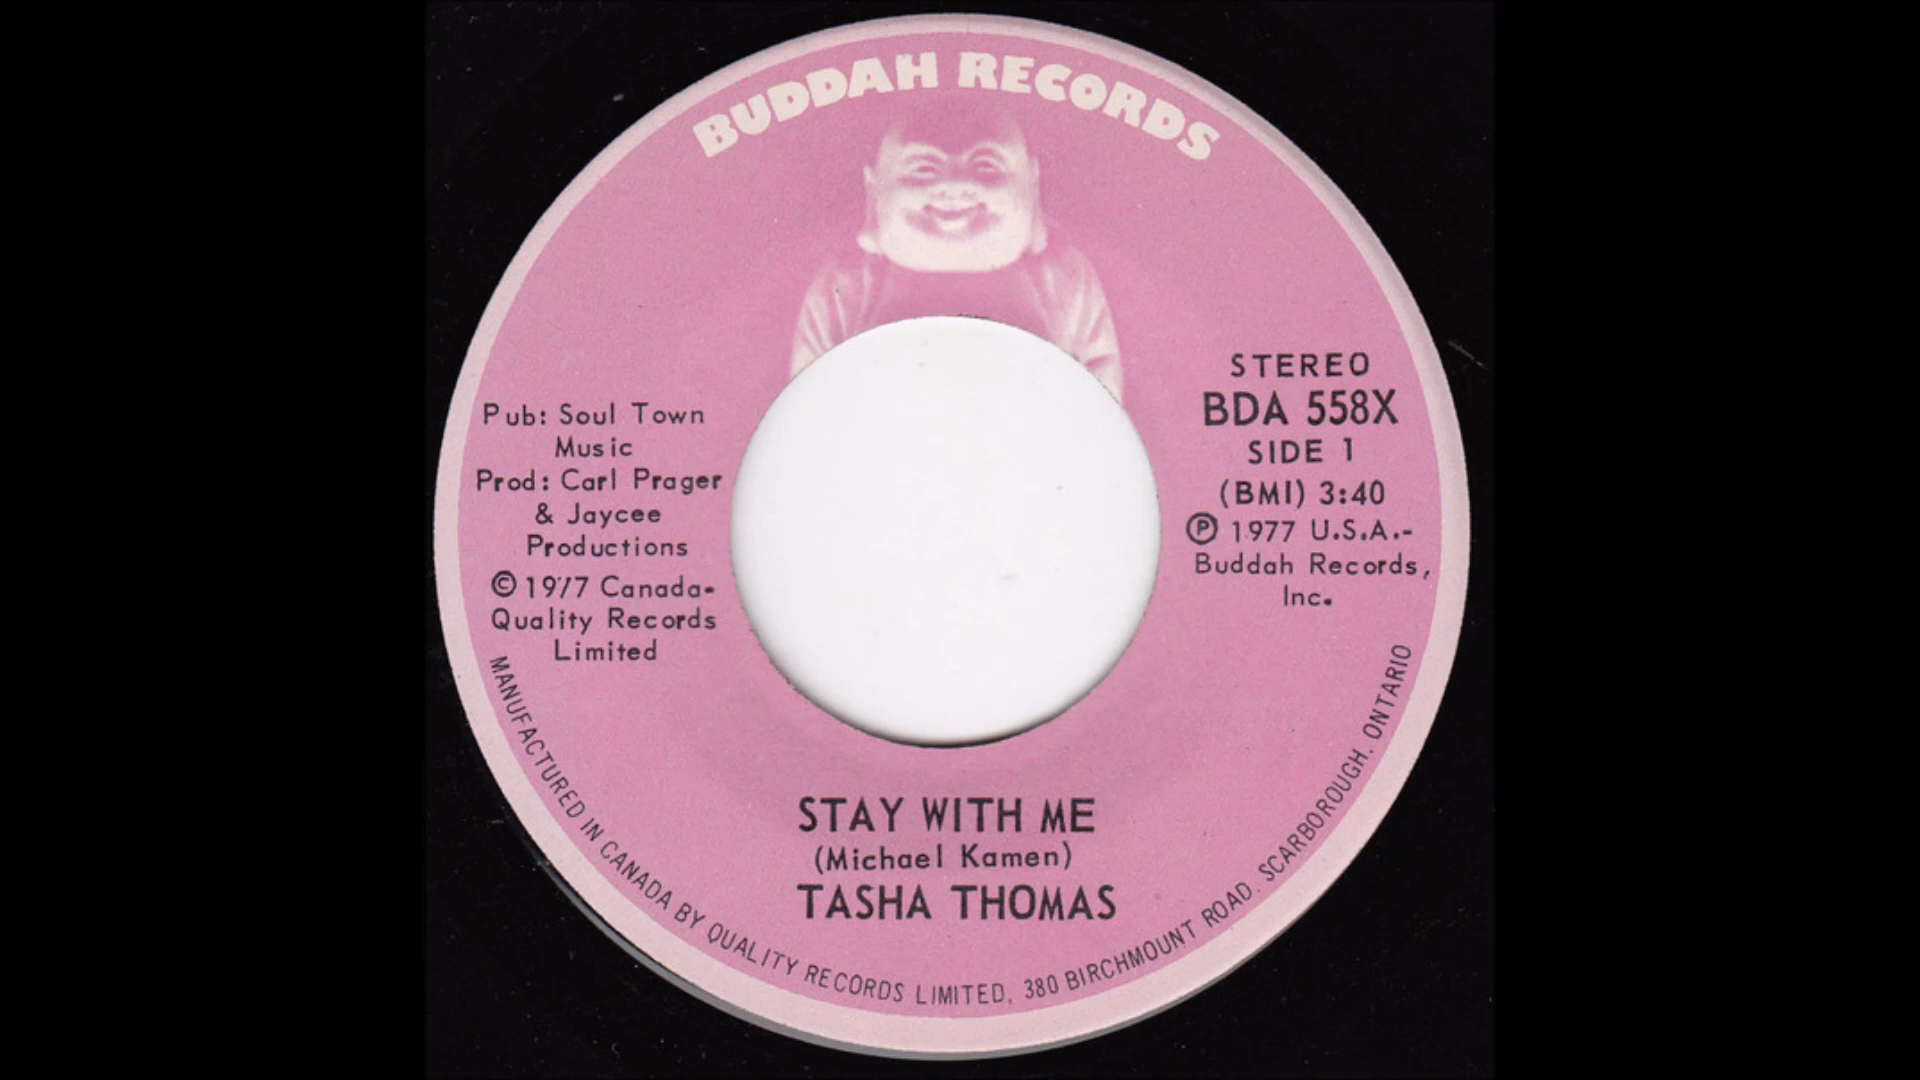 BUDDAH RECORDS
Pub: Soul Town
Music
Prod: Carl Prager
& Jaycee
Productions
© 1977 Canada-
Quality Records
Limited
STEREO
BDA 558X
SIDE 1
(BMI) 3:40
℗ 1977 U.S.A.-
Buddah Records,
Inc.
STAY WITH ME
(Michael Kamen)
TASHA THOMAS
MANUFACTURED IN CANADA BY QUALITY RECORDS LIMITED, 380 BIRCHMOUNT ROAD, SCARBOROUGH, ONTARIO